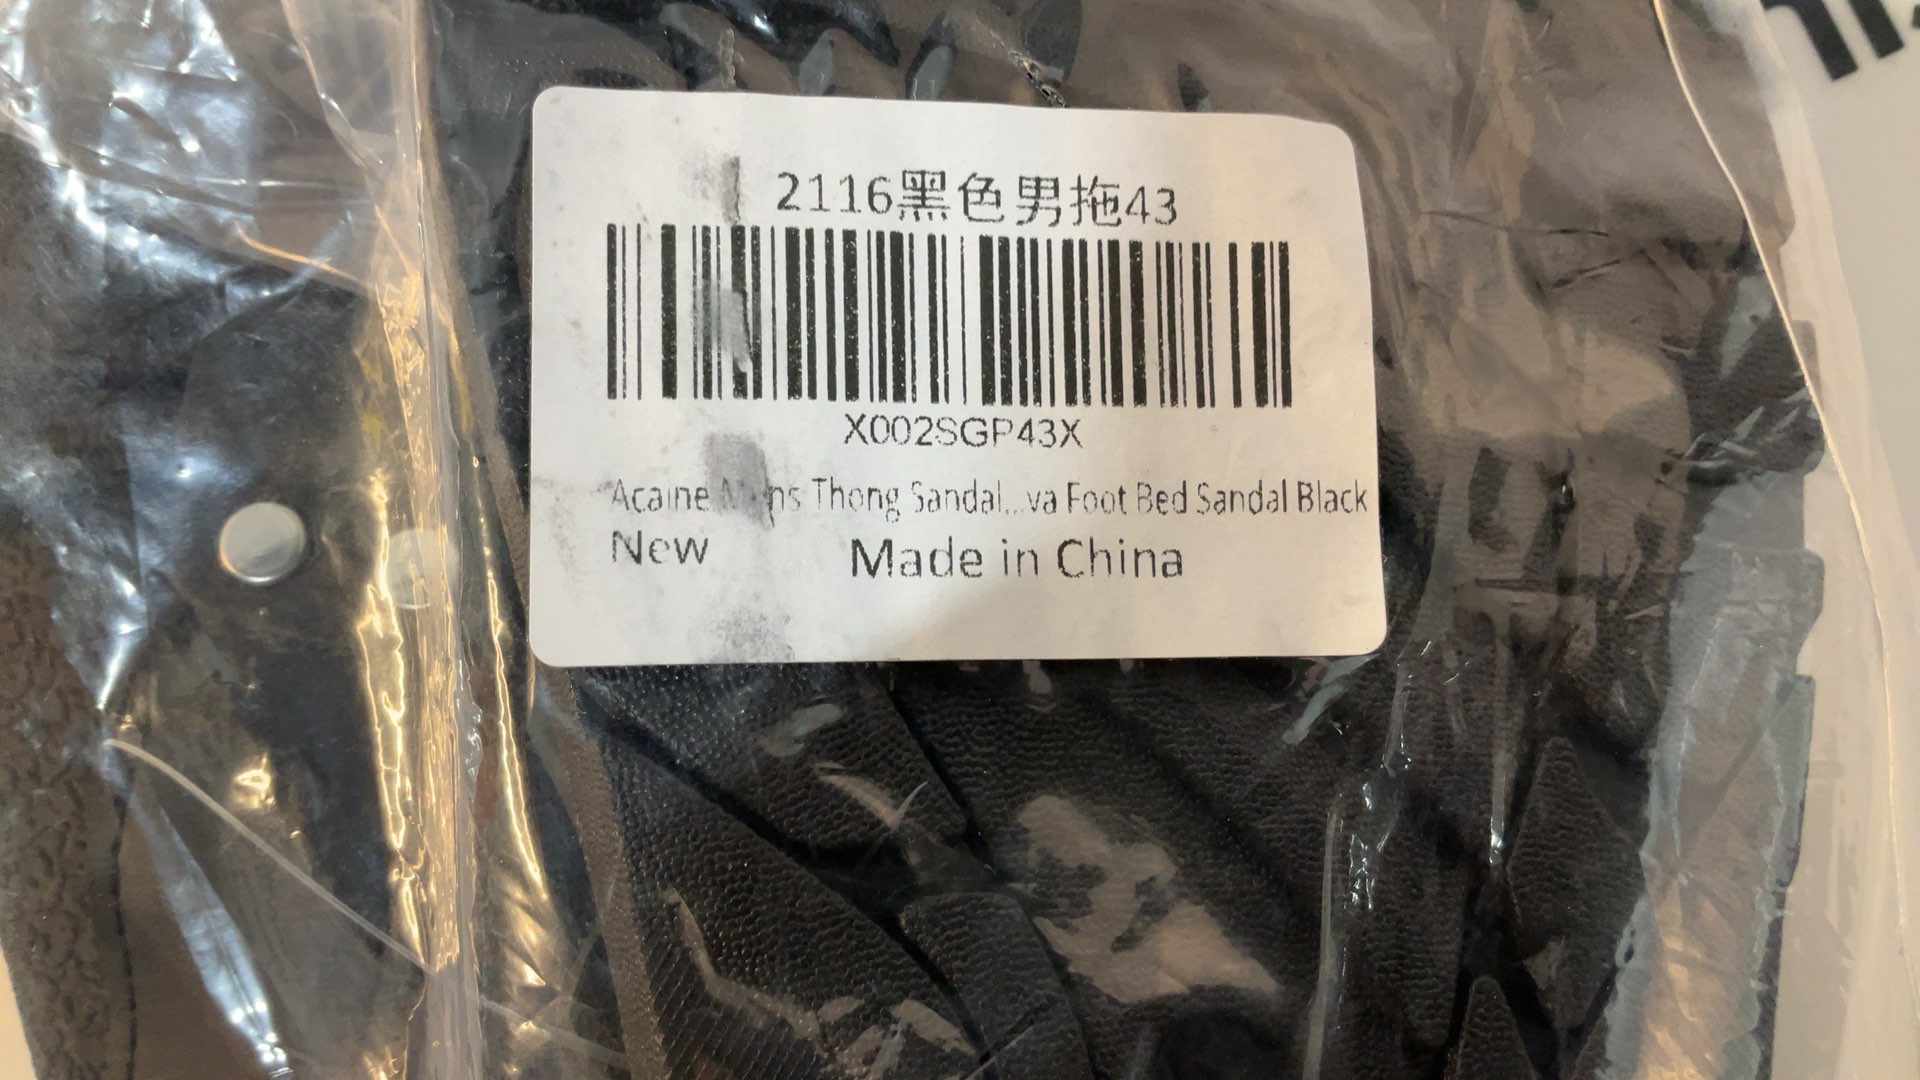 2116黑色男拖43
X002SGP43X
Acaine Mens Thong Sandal...va Foot Bed Sandal Black
New Made in China